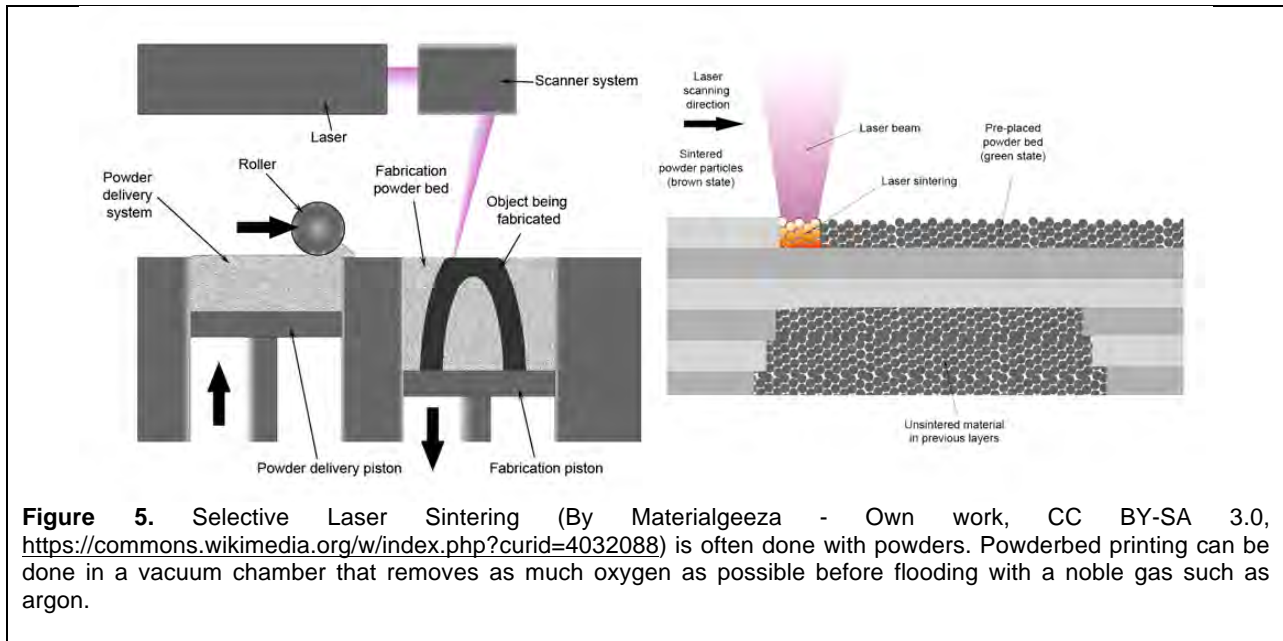 Scanner system
Laser
Roller
Powder
delivery
system
Fabrication
powder bed
Object being
fabricated
Powder delivery piston
Fabrication piston
Laser
scanning
direction
Sintered
powder particles
(brown state)
Laser beam
Laser sintering
Pre-placed
powder bed
(green state)
Unsintered material
in previous layers
Figure 5. Selective Laser Sintering (By Materialgeeza - Own work, CC BY-SA 3.0,
https://commons.wikimedia.org/w/index.php?curid=4032088) is often done with powders. Powderbed printing can be
done in a vacuum chamber that removes as much oxygen as possible before flooding with a noble gas such as
argon.